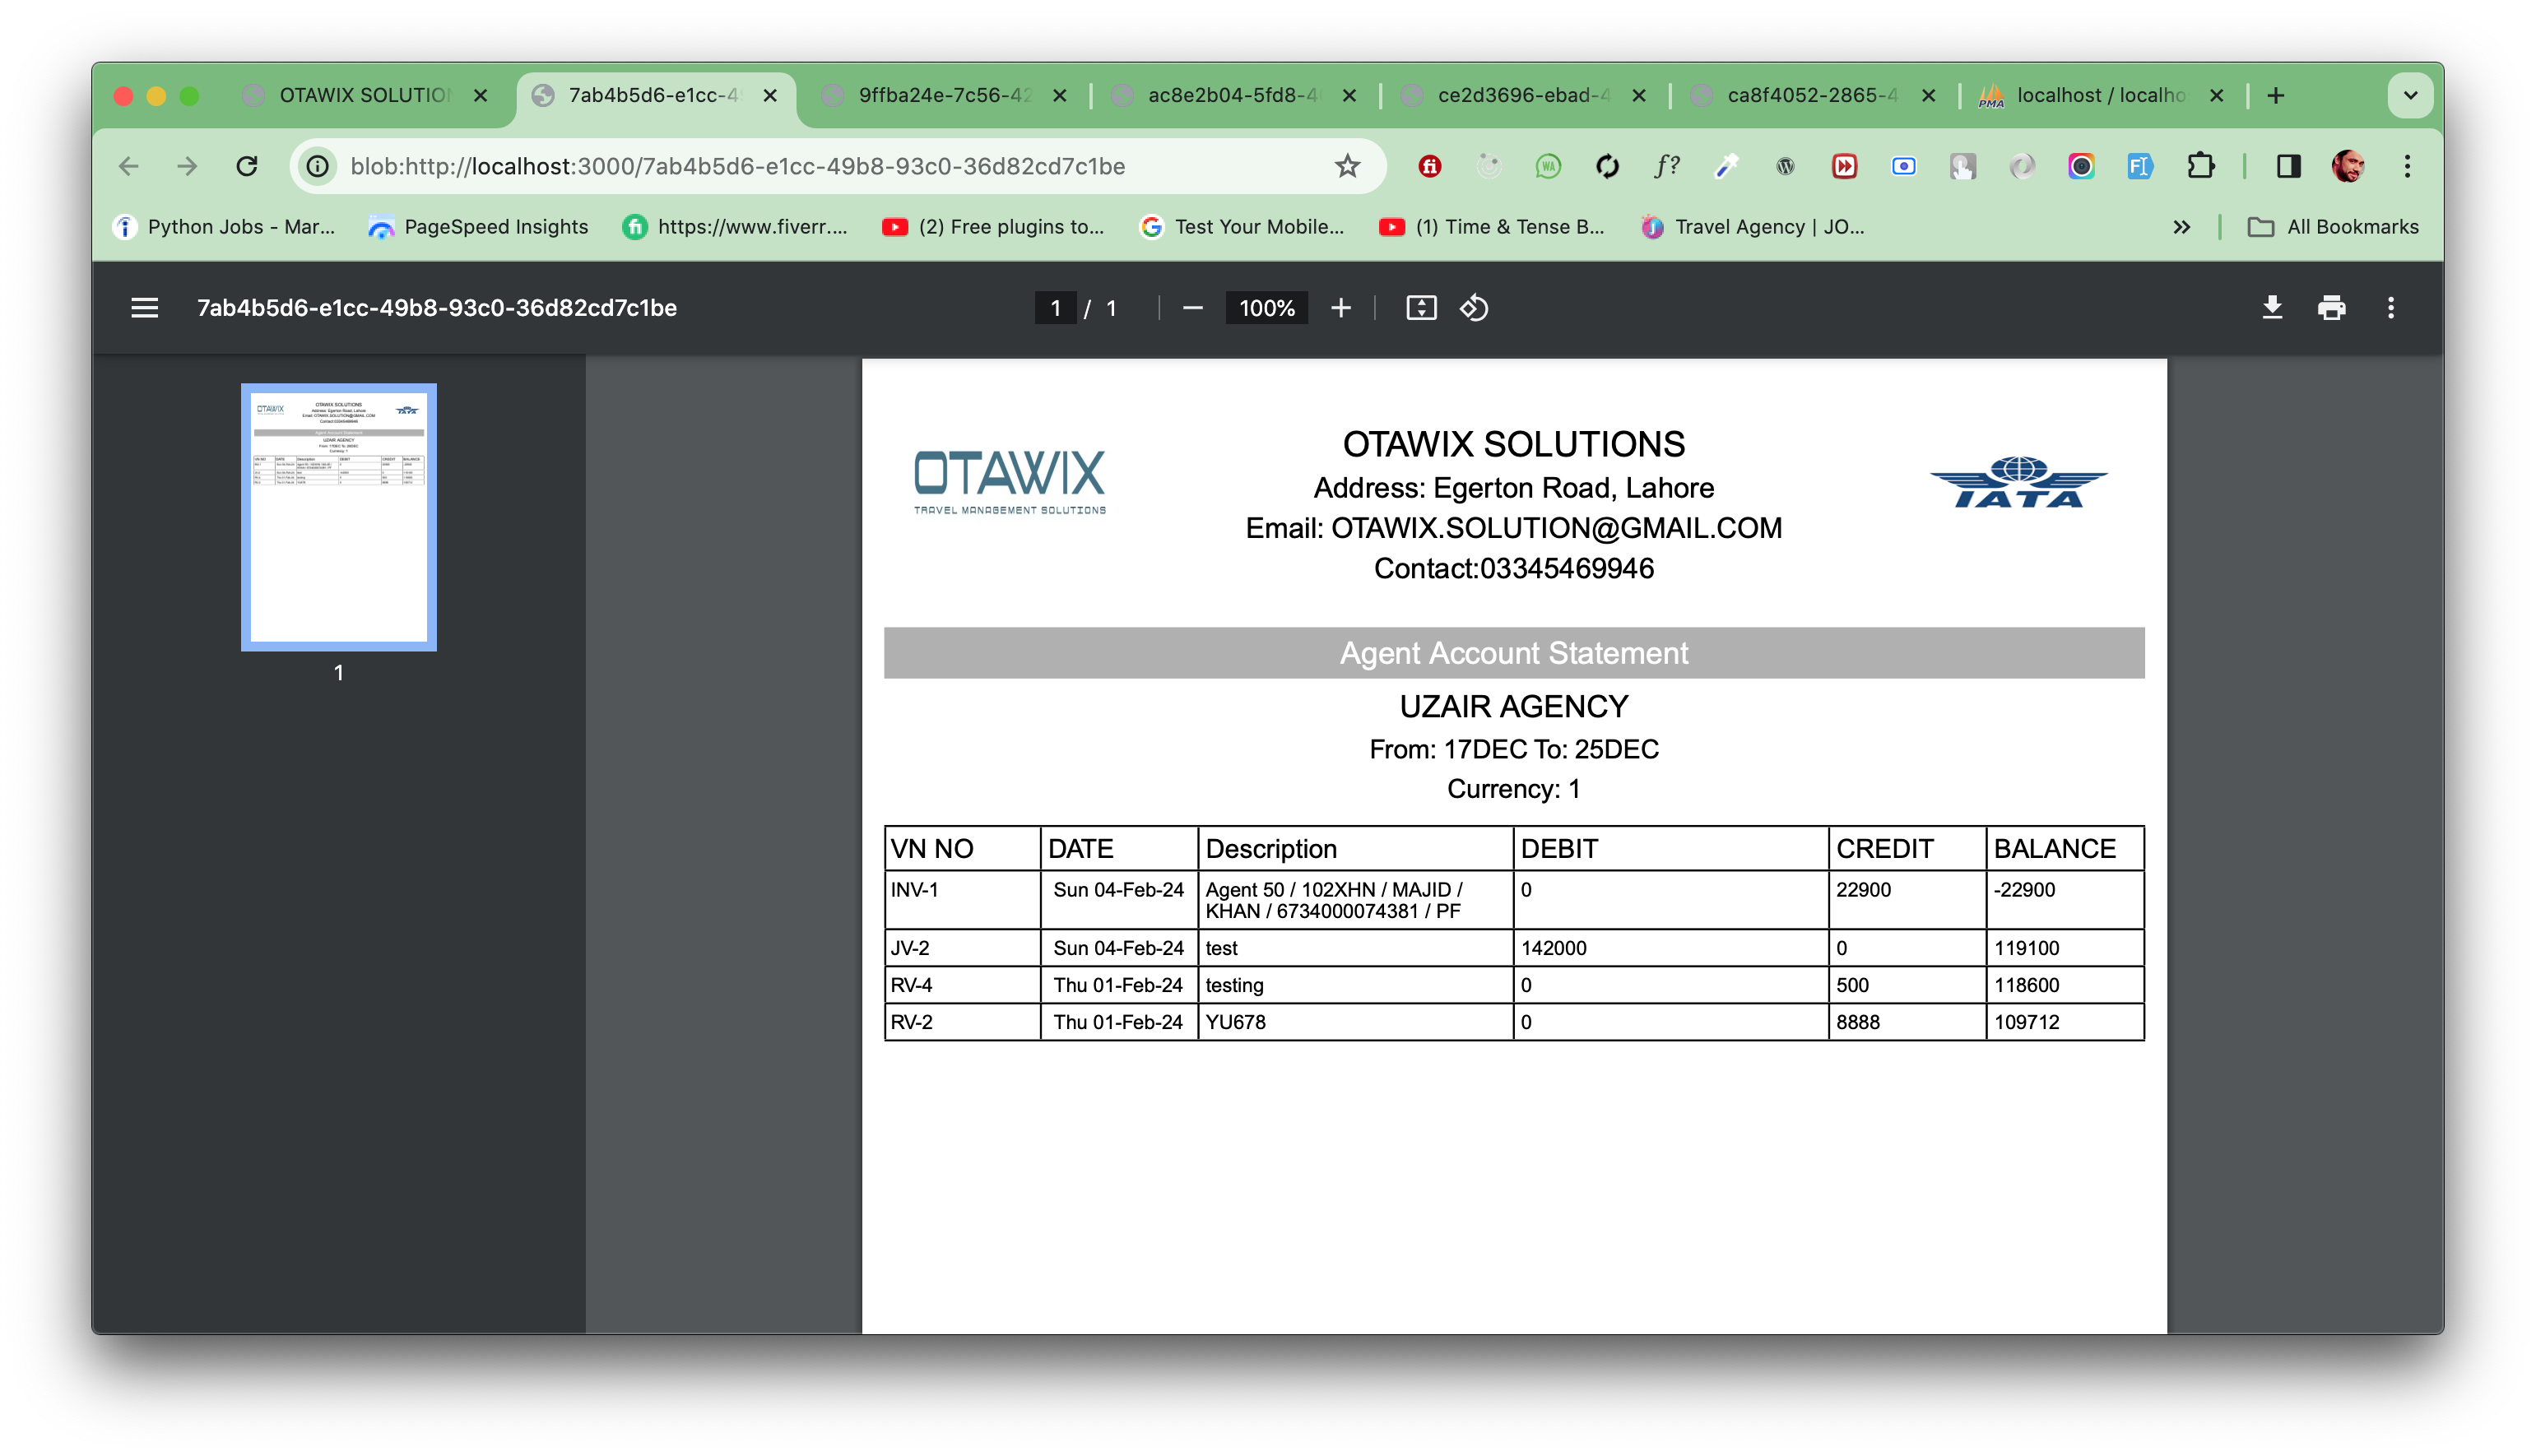 OTAWIX SOLUTION
7ab4b5d6-e1cc-49
9ffba24e-7c56-42
ac8e2b04-5fd8-4
ce2d3696-ebad-4
ca8f4052-2865-4
PMA
localhost / localho
blob:http://localhost:3000/7ab4b5d6-e1cc-49b8-93c0-36d82cd7c1be
fi
WA
f?
Python Jobs - Mar...
PageSpeed Insights
fi
https://www.fiverr....
(2) Free plugins to...
Test Your Mobile...
(1) Time & Tense B...
Travel Agency | JO...
All Bookmarks
7ab4b5d6-e1cc-49b8-93c0-36d82cd7c1be
1 / 1
100%
1
OTAWIX
TRAVEL MANAGEMENT SOLUTIONS
OTAWIX SOLUTIONS
Address: Egerton Road, Lahore
Email: OTAWIX.SOLUTION@GMAIL.COM
Contact:03345469946
IATA
Agent Account Statement
UZAIR AGENCY
From: 17DEC To: 25DEC
Currency: 1
VN NO DATE Description DEBIT CREDIT BALANCE
INV-1 Sun 04-Feb-24 Agent 50 / 102XHN / MAJID / 0 22900 -22900
KHAN / 6734000074381 / PF
JV-2 Sun 04-Feb-24 test 142000 0 119100
RV-4 Thu 01-Feb-24 testing 0 500 118600
RV-2 Thu 01-Feb-24 YU678 0 8888 109712